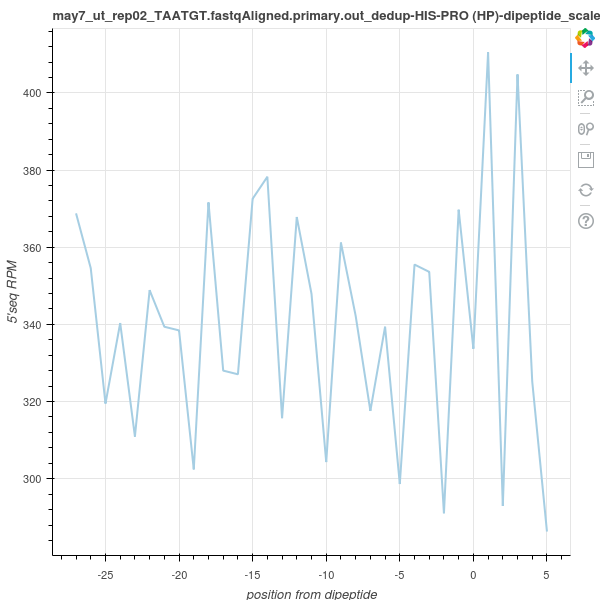 may7_ut_rep02_TAATGT.fastqAligned.primary.out_dedup-HIS-PRO (HP)-dipeptide_scale
400
380
360
340
320
300
5'seq RPM
-25 -20 -15 -10 -5 0 5
position from dipeptide